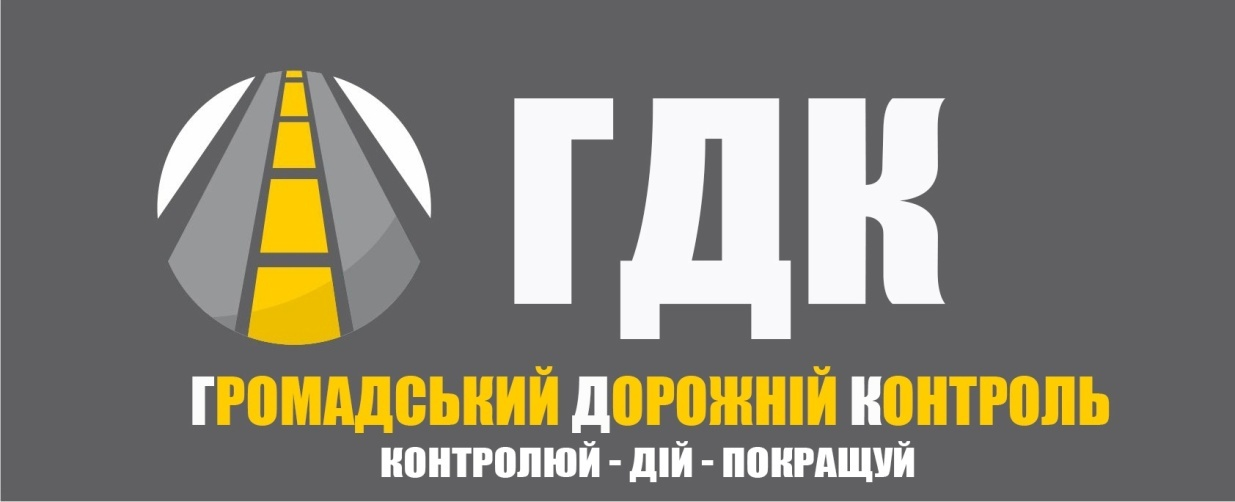 ГДК
ГРОМАДСЬКИЙ ДОРОЖНІЙ КОНТРОЛЬ
КОНТРОЛЮЙ - ДІЙ - ПОКРАЩУЙ